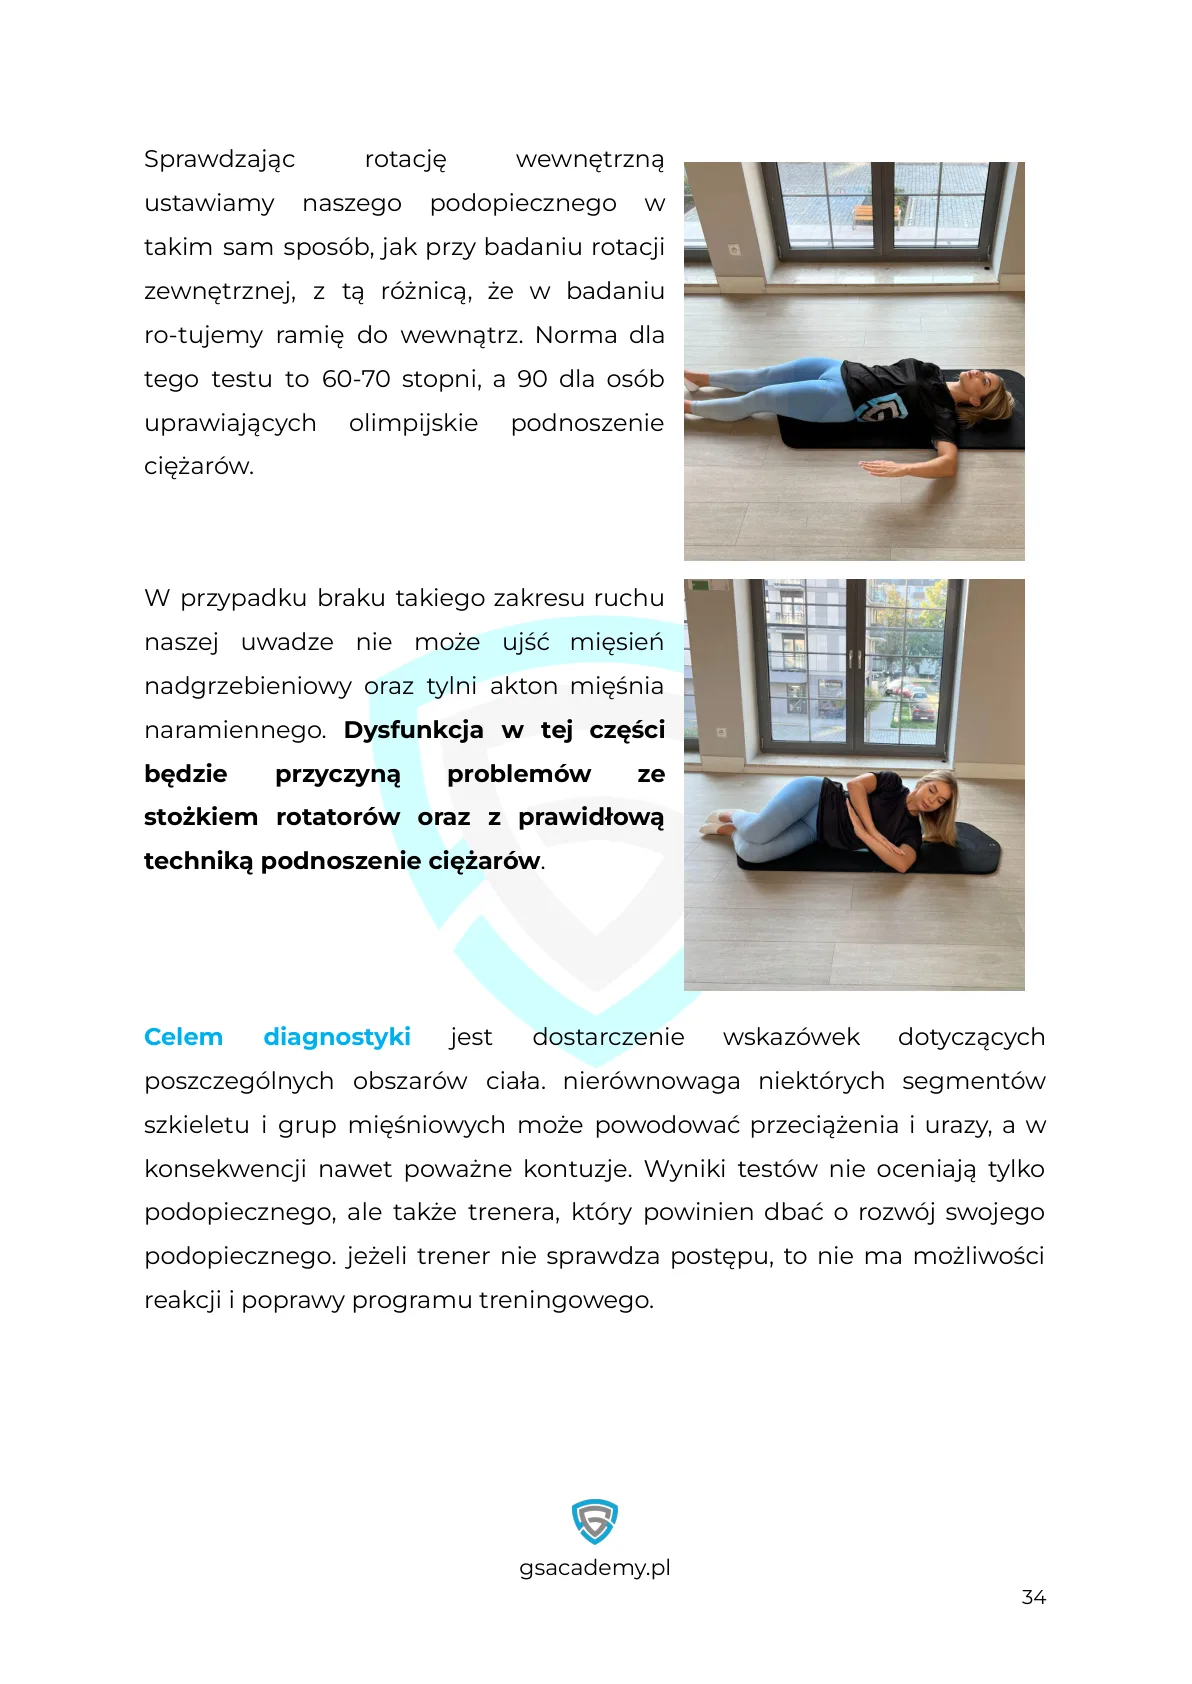 Sprawdzając rotację wewnętrzną
ustawiamy naszego podopiecznego w
takim sam sposób, jak przy badaniu rotacji
zewnętrznej, z tą różnicą, że w badaniu
ro-tujemy ramię do wewnątrz. Norma dla
tego testu to 60-70 stopni, a 90 dla osób
uprawiających olimpijskie podnoszenie
ciężarów.
W przypadku braku takiego zakresu ruchu
naszej uwadze nie może ujść mięsień
nadgrzebieniowy oraz tylni akton mięśnia
naramiennego. Dysfunkcja w tej części
będzie przyczyną problemów ze
stożkiem rotatorów oraz z prawidłową
techniką podnoszenie ciężarów.
Celem diagnostyki jest dostarczenie wskazówek dotyczących
poszczególnych obszarów ciała. nierównowaga niektórych segmentów
szkieletu i grup mięśniowych może powodować przeciążenia i urazy, a w
konsekwencji nawet poważne kontuzje. Wyniki testów nie oceniają tylko
podopiecznego, ale także trenera, który powinien dbać o rozwój swojego
podopiecznego. jeżeli trener nie sprawdza postępu, to nie ma możliwości
reakcji i poprawy programu treningowego.
gsacademy.pl
34